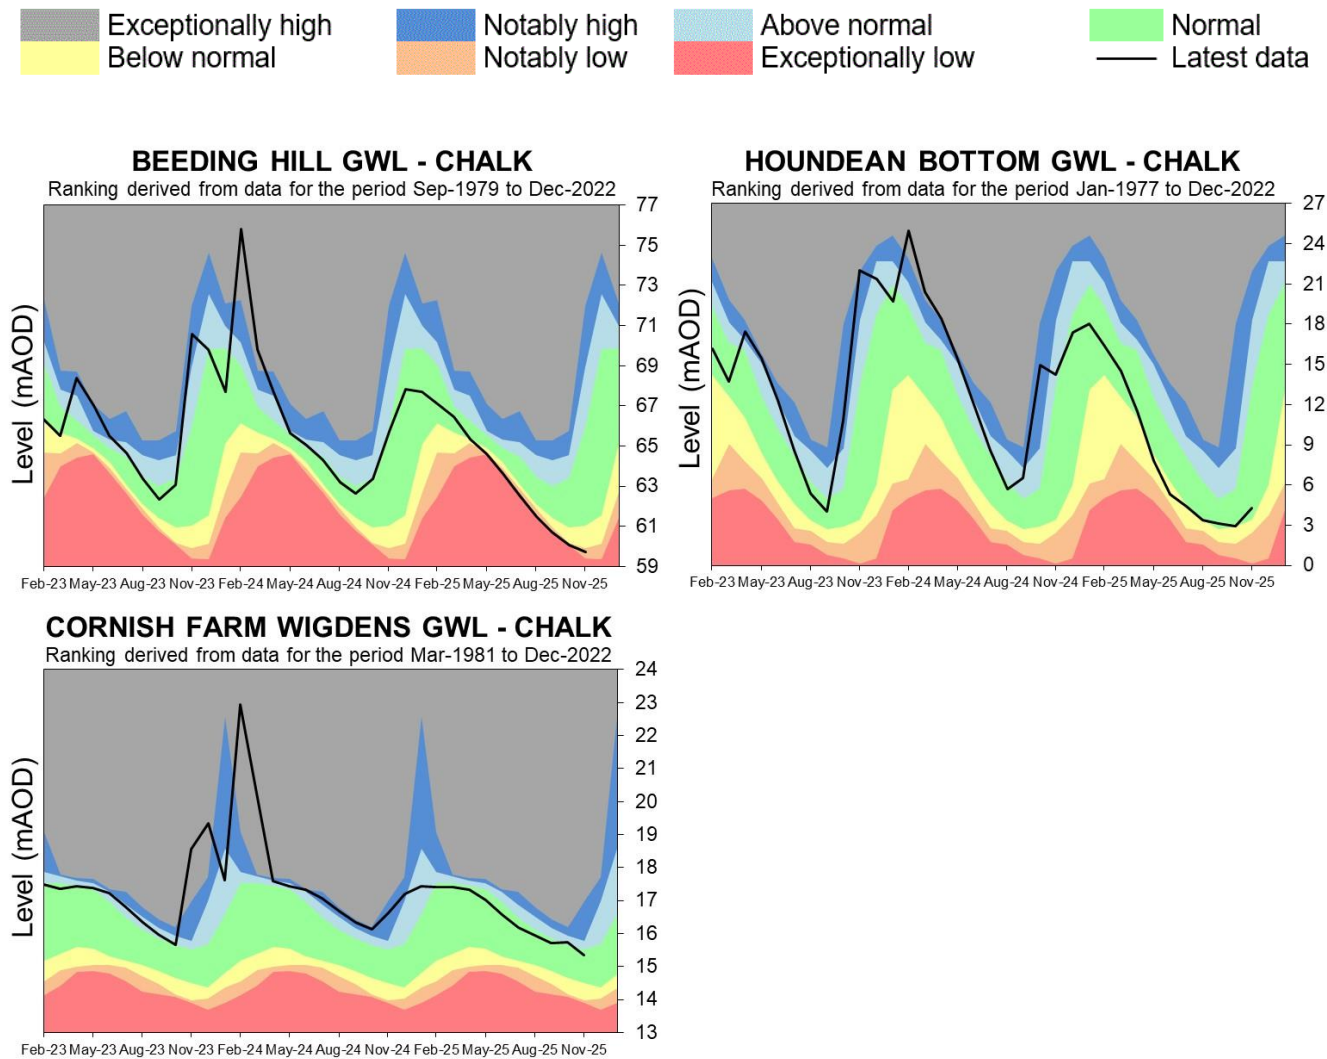 Exceptionally high Notably high Above normal Normal
Below normal Notably low Exceptionally low Latest data
BEEDING HILL GWL - CHALK
Ranking derived from data for the period Sep-1979 to Dec-2022
Level (mAOD)
77
75
73
71
69
67
65
63
61
59
Feb-23 May-23 Aug-23 Nov-23 Feb-24 May-24 Aug-24 Nov-24 Feb-25 May-25 Aug-25 Nov-25
HOUNDEAN BOTTOM GWL - CHALK
Ranking derived from data for the period Jan-1977 to Dec-2022
Level (mAOD)
27
24
21
18
15
12
9
6
3
0
Feb-23 May-23 Aug-23 Nov-23 Feb-24 May-24 Aug-24 Nov-24 Feb-25 May-25 Aug-25 Nov-25
CORNISH FARM WIGDENS GWL - CHALK
Ranking derived from data for the period Mar-1981 to Dec-2022
Level (mAOD)
24
23
22
21
20
19
18
17
16
15
14
13
Feb-23 May-23 Aug-23 Nov-23 Feb-24 May-24 Aug-24 Nov-24 Feb-25 May-25 Aug-25 Nov-25